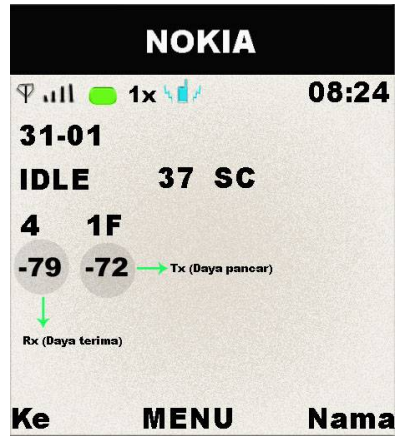 NOKIA
1x 08:24
31-01
IDLE 37 SC
4 1F
-79 -72 Tx (Daya pancar)
Rx (Daya terima)
Ke MENU Nama